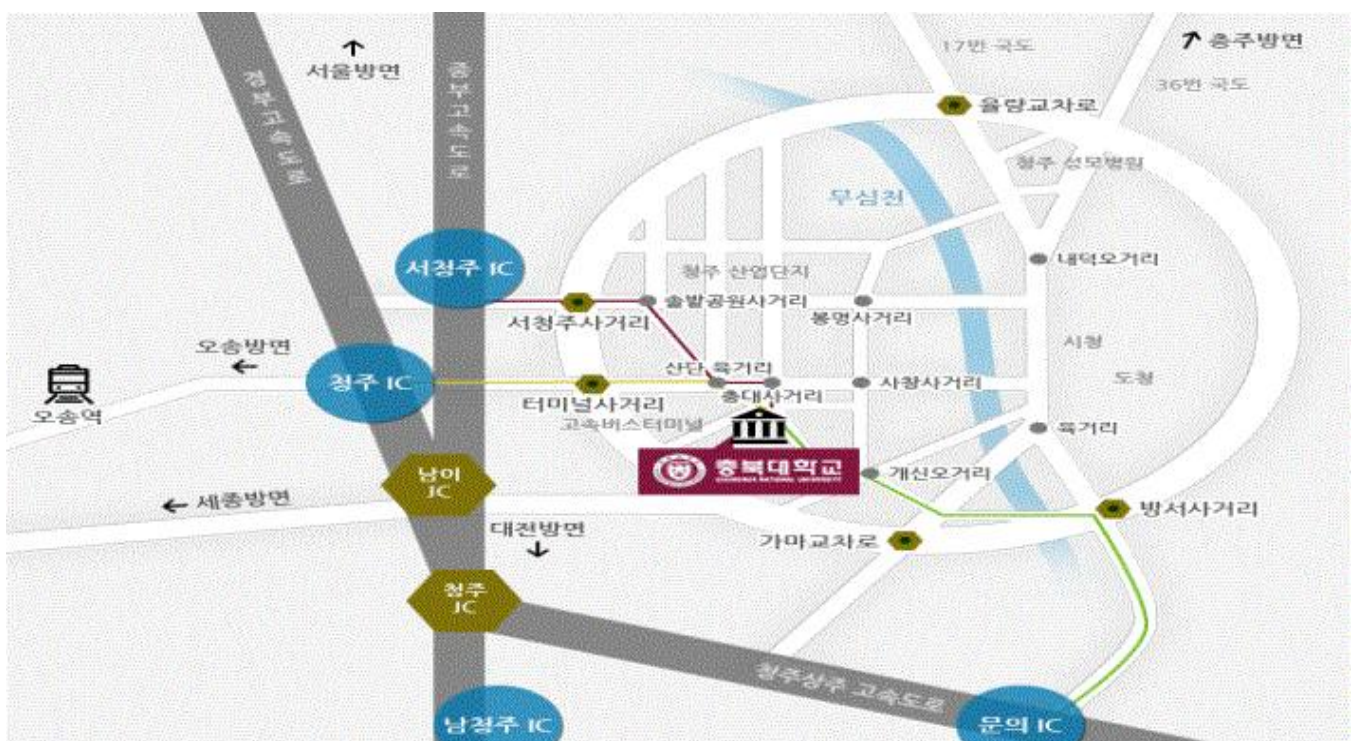 17번 국도
충주방면
서울방면
경부고속도로
중부고속도로
36번 국도
율량교차로
청주 성모병원
무심천
서청주 IC
청주 산업단지
내덕오거리
솔밭공원사거리
서청주사거리
봉명사거리
오송방면
시청
산단 육거리
청주 IC
사창사거리
도청
오송역
터미널사거리
충대사거리
고속버스터미널
육거리
충북대학교
CHUNGBUK NATIONAL UNIVERSITY
개신오거리
남이
JC
세종방면
방서사거리
대전방면
가마교차로
청주
JC
청주상주 고속도로
남청주 IC
문의 IC